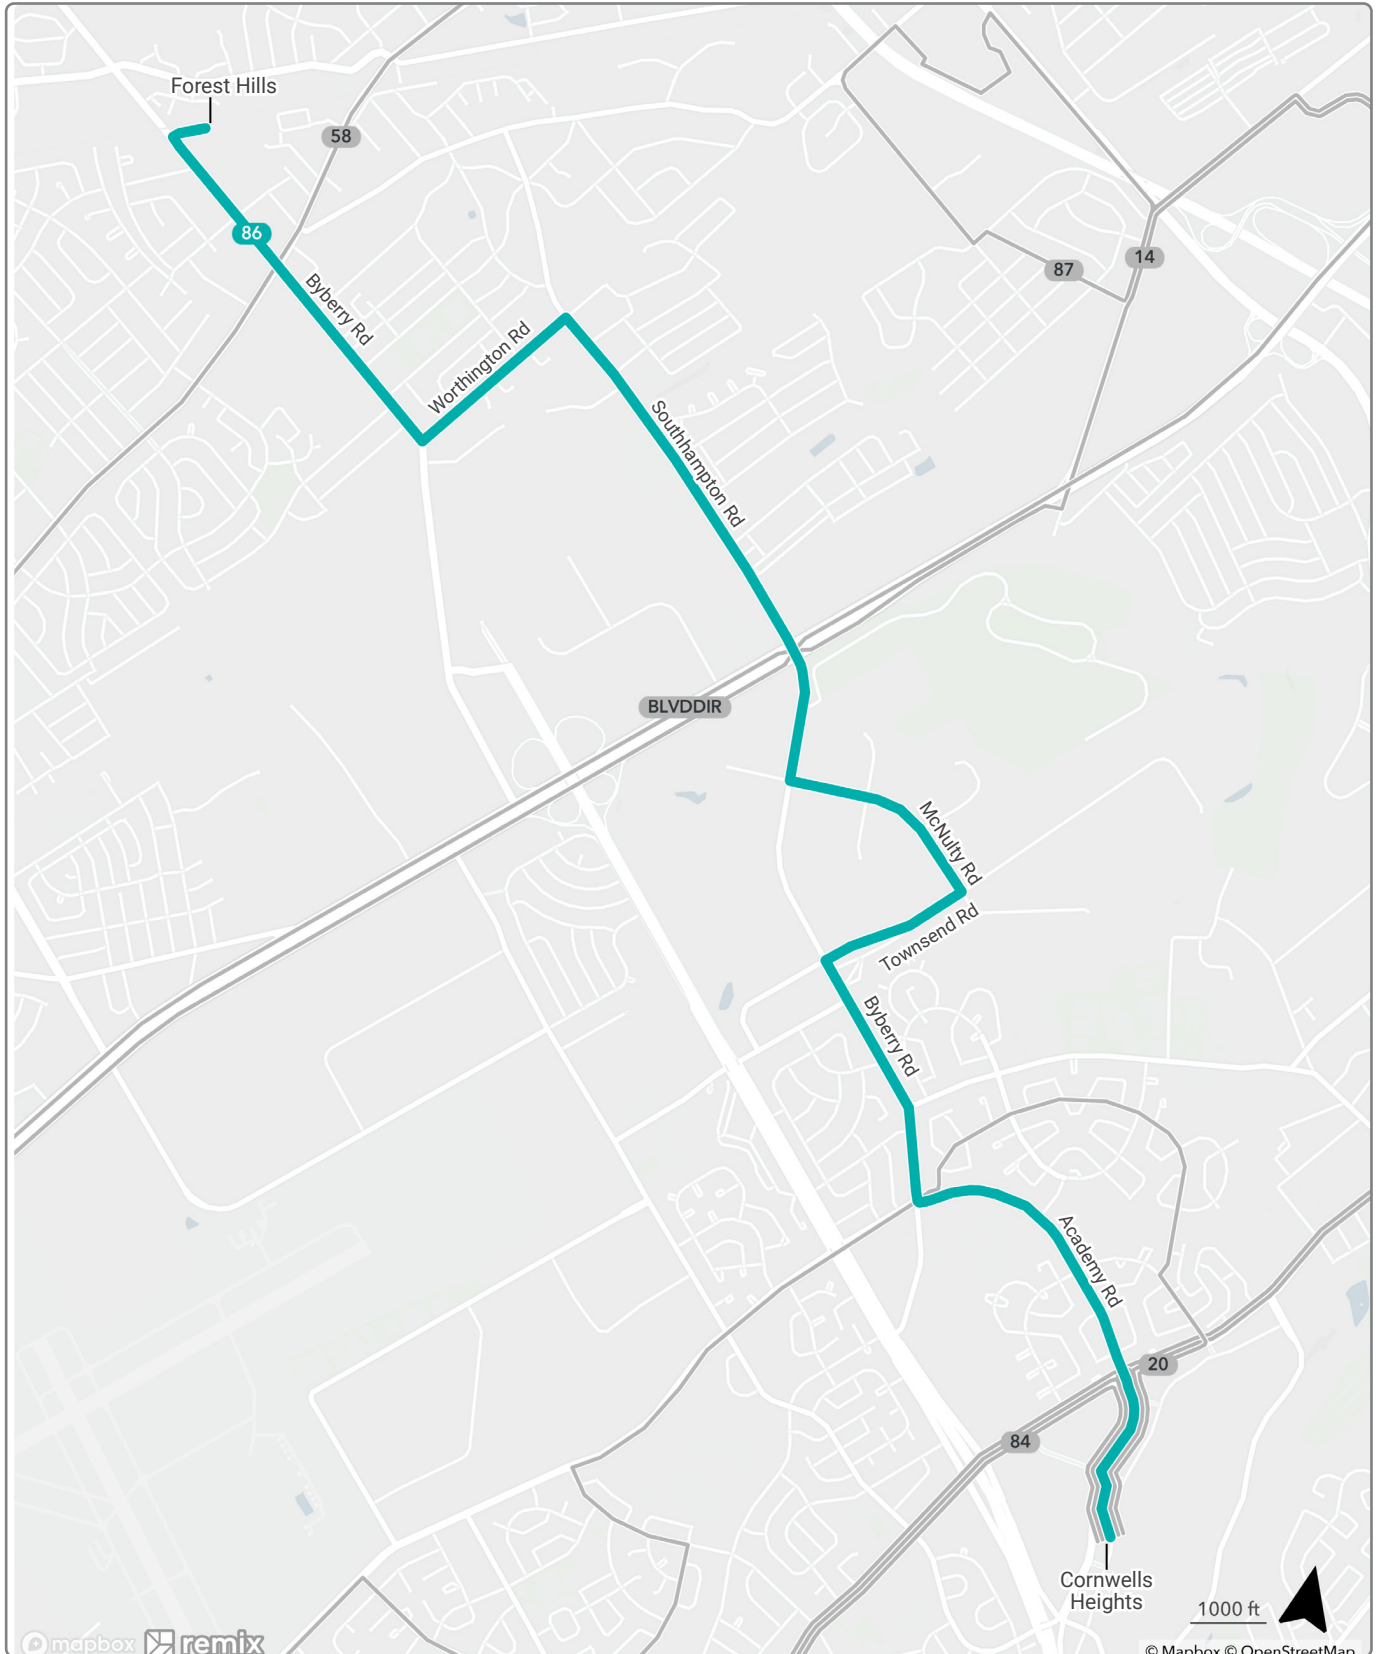 Forest Hills
58
86
Byberry Rd
87
14
Worthington Rd
Southhampton Rd
BLVDDIR
McNulty Rd
Townsend Rd
Byberry Rd
Academy Rd
20
84
Cornwells
Heights
1000 ft
mapbox remix
© Mapbox © OpenStreetMap